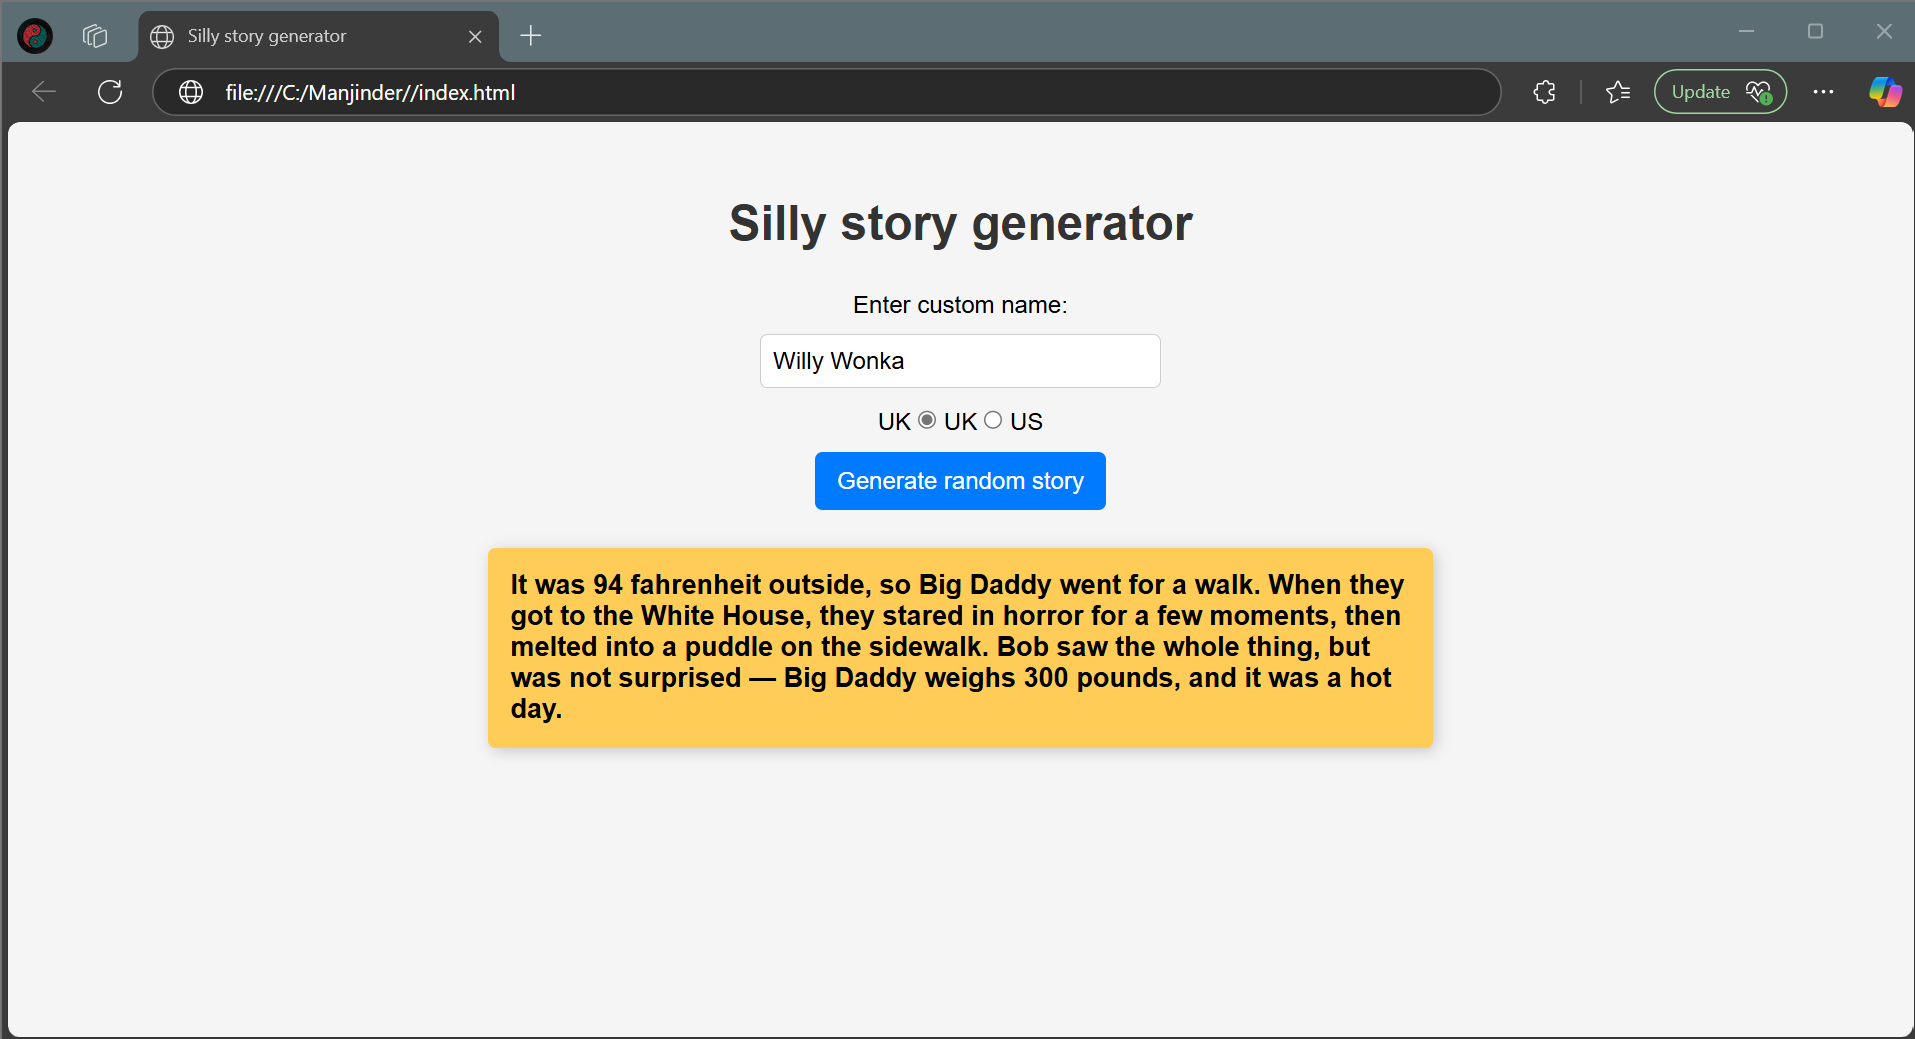 Silly story generator
file:///C:/Manjinder//index.html
Update
Silly story generator
Enter custom name:
Willy Wonka
UK UK US
Generate random story
It was 94 fahrenheit outside, so Big Daddy went for a walk. When they
got to the White House, they stared in horror for a few moments, then
melted into a puddle on the sidewalk. Bob saw the whole thing, but
was not surprised — Big Daddy weighs 300 pounds, and it was a hot
day.